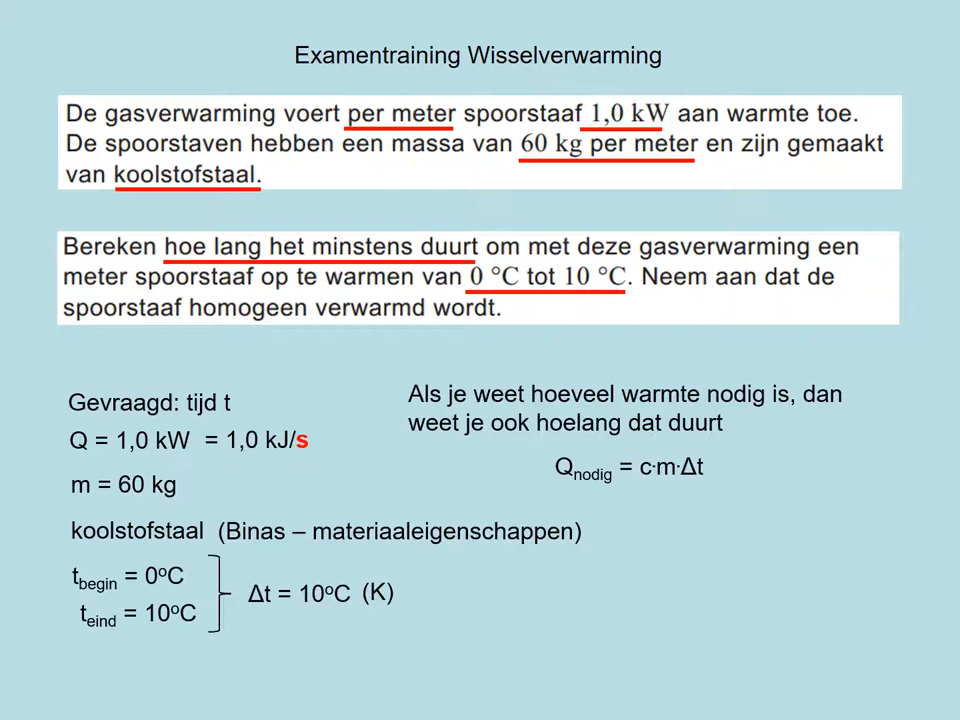 Examentraining Wisselverwarming
De gasverwarming voert per meter spoorstaaf 1,0 kW aan warmte toe.
De spoorstaven hebben een massa van 60 kg per meter en zijn gemaakt
van koolstofstaal.
Bereken hoe lang het minstens duurt om met deze gasverwarming een
meter spoorstaaf op te warmen van 0 °C tot 10 °C. Neem aan dat de
spoorstaaf homogeen verwarmd wordt.
Gevraagd: tijd t
Q = 1,0 kW = 1,0 kJ/s
m = 60 kg
Als je weet hoeveel warmte nodig is, dan
weet je ook hoelang dat duurt
Qnodig = c·m·Δt
koolstofstaal (Binas – materiaaleigenschappen)
tbegin = 0°C
teind = 10°C
Δt = 10°C (K)